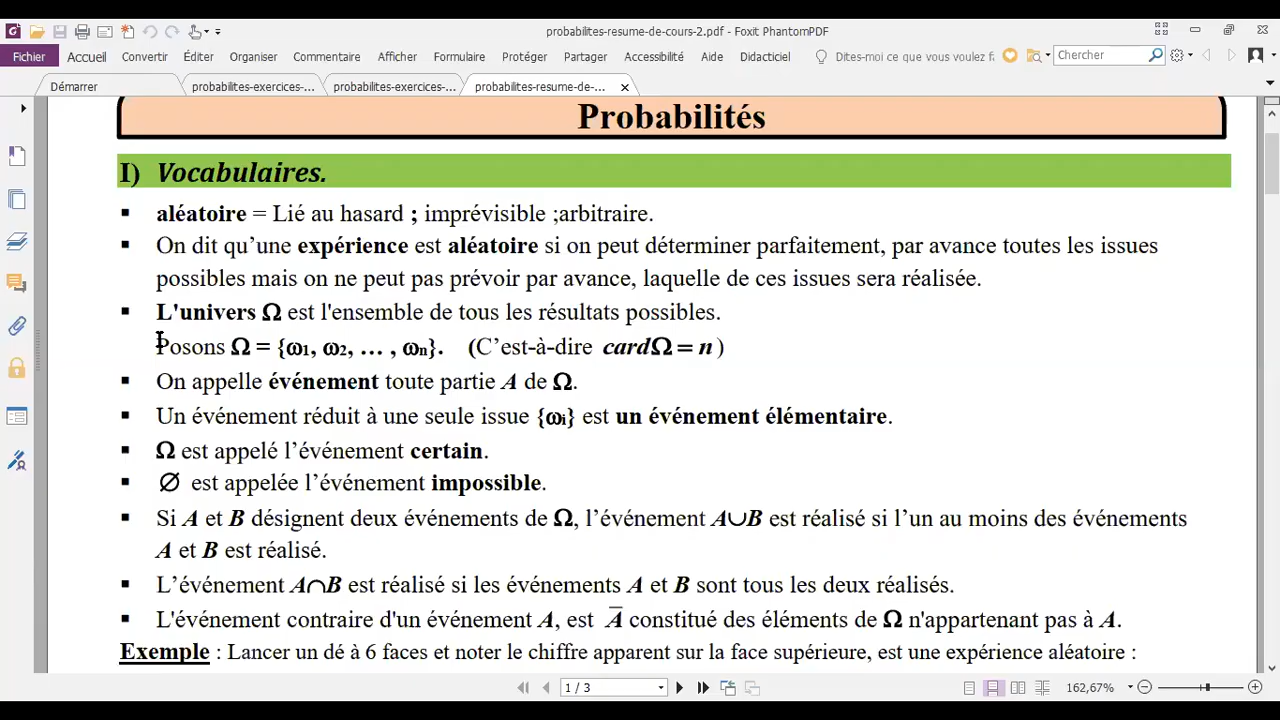 probabilites-resume-de-cours-2.pdf - Foxit PhantomPDF
Fichier Accueil Convertir Éditer Organiser Commentaire Afficher Formulaire Protéger Partager Accessibilité Aide Didacticiel Dites-moi ce que vous voulez f Chercher
Démarrer probabilites-exercices-... probabilites-exercices-... probabilites-resume-de-...
Probabilités
I) Vocabulaires.
▪ aléatoire = Lié au hasard ; imprévisible ;arbitraire.
▪ On dit qu’une expérience est aléatoire si on peut déterminer parfaitement, par avance toutes les issues
possibles mais on ne peut pas prévoir par avance, laquelle de ces issues sera réalisée.
▪ L'univers Ω est l'ensemble de tous les résultats possibles.
Posons Ω = {ω1, ω2, … , ωn}. (C’est-à-dire cardΩ = n )
▪ On appelle événement toute partie A de Ω.
▪ Un événement réduit à une seule issue {ωi} est un événement élémentaire.
▪ Ω est appelé l’événement certain.
▪ ∅ est appelée l’événement impossible.
▪ Si A et B désignent deux événements de Ω, l’événement A∪B est réalisé si l’un au moins des événements
A et B est réalisé.
▪ L’événement A∩B est réalisé si les événements A et B sont tous les deux réalisés.
▪ L'événement contraire d'un événement A, est A̅ constitué des éléments de Ω n'appartenant pas à A.
Exemple : Lancer un dé à 6 faces et noter le chiffre apparent sur la face supérieure, est une expérience aléatoire :
1 / 3 162,67%